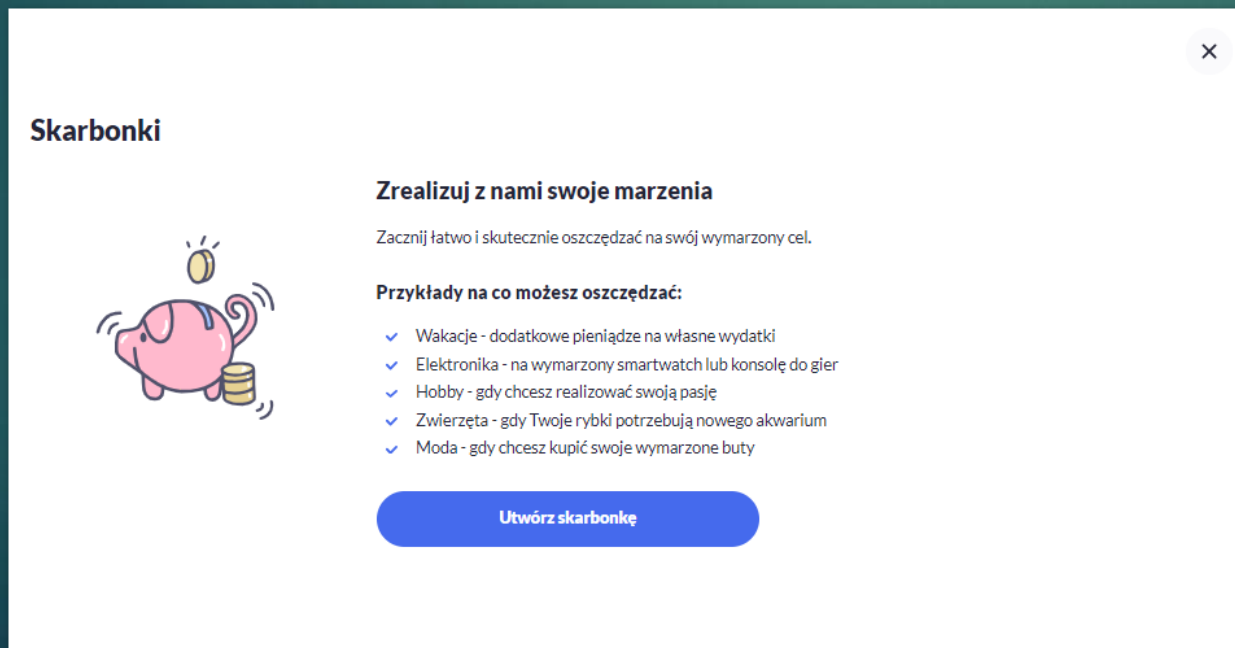 Skarbonki
Zrealizuj z nami swoje marzenia
Zacznij łatwo i skutecznie oszczędzać na swój wymarzony cel.
Przykłady na co możesz oszczędzać:
Wakacje - dodatkowe pieniądze na własne wydatki
Elektronika - na wymarzony smartwatch lub konsolę do gier
Hobby - gdy chcesz realizować swoją pasję
Zwierzęta - gdy Twoje rybki potrzebują nowego akwarium
Moda - gdy chcesz kupić swoje wymarzone buty
Utwórz skarbonkę